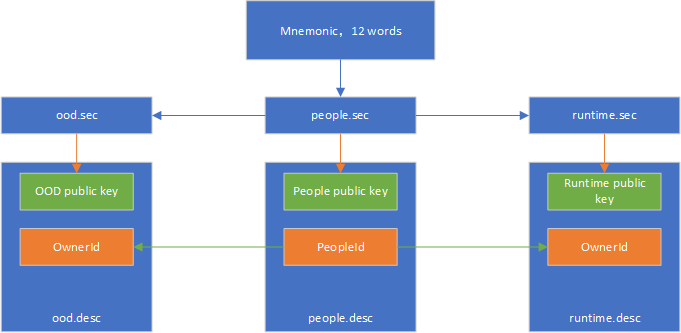 Mnemonic，12 words
ood.sec
people.sec
runtime.sec
OOD public key
People public key
Runtime public
key
OwnerId
PeopleId
OwnerId
ood.desc
people.desc
runtime.desc